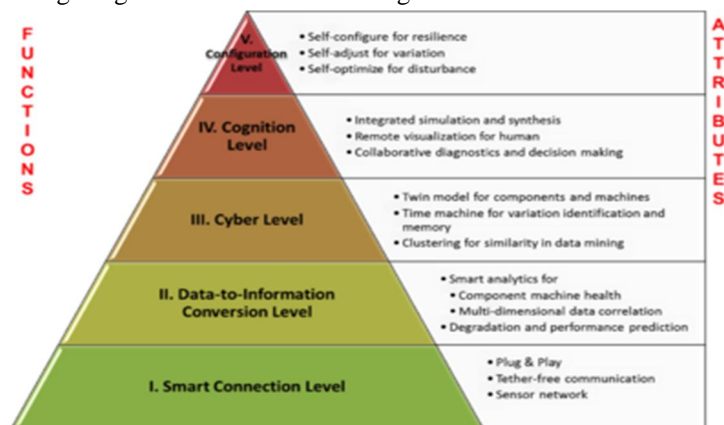 FUNCTIONS
ATTRIBUTES
V.
Configuration
Level
• Self-configure for resilience
• Self-adjust for variation
• Self-optimize for disturbance
IV. Cognition
Level
• Integrated simulation and synthesis
• Remote visualization for human
• Collaborative diagnostics and decision making
III. Cyber Level
• Twin model for components and machines
• Time machine for variation identification and
memory
• Clustering for similarity in data mining
II. Data-to-Information
Conversion Level
• Smart analytics for
• Component machine health
• Multi-dimensional data correlation
• Degradation and performance prediction
I. Smart Connection Level
• Plug & Play
• Tether-free communication
• Sensor network